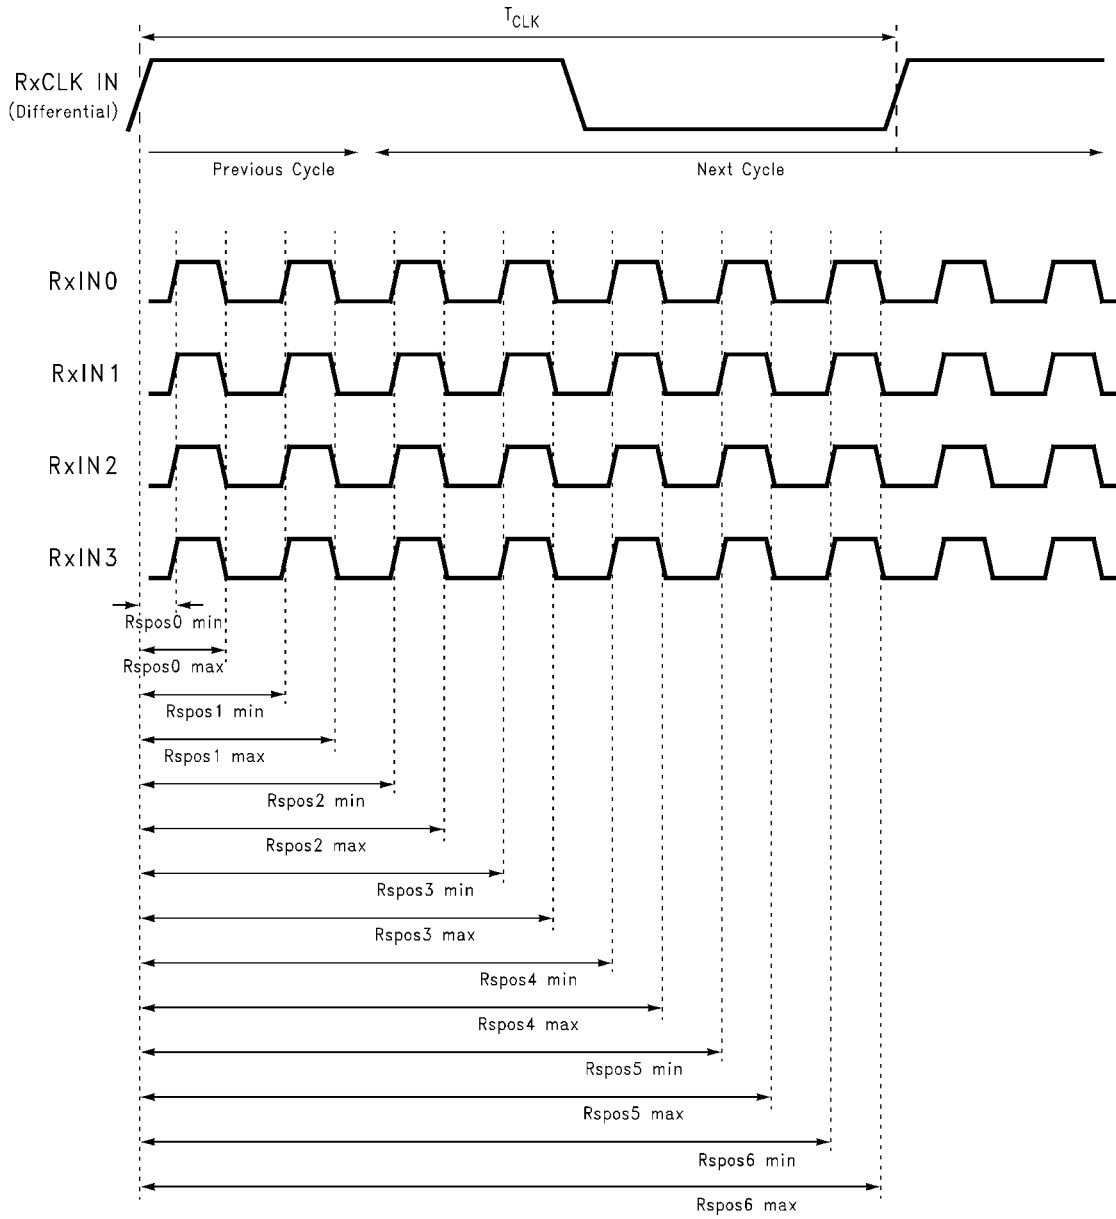 TCLK
RxCLK IN
(Differential)
Previous Cycle
Next Cycle
RxIN0
RxIN1
RxIN2
RxIN3
Rspos0 min
Rspos0 max
Rspos1 min
Rspos1 max
Rspos2 min
Rspos2 max
Rspos3 min
Rspos3 max
Rspos4 min
Rspos4 max
Rspos5 min
Rspos5 max
Rspos6 min
Rspos6 max